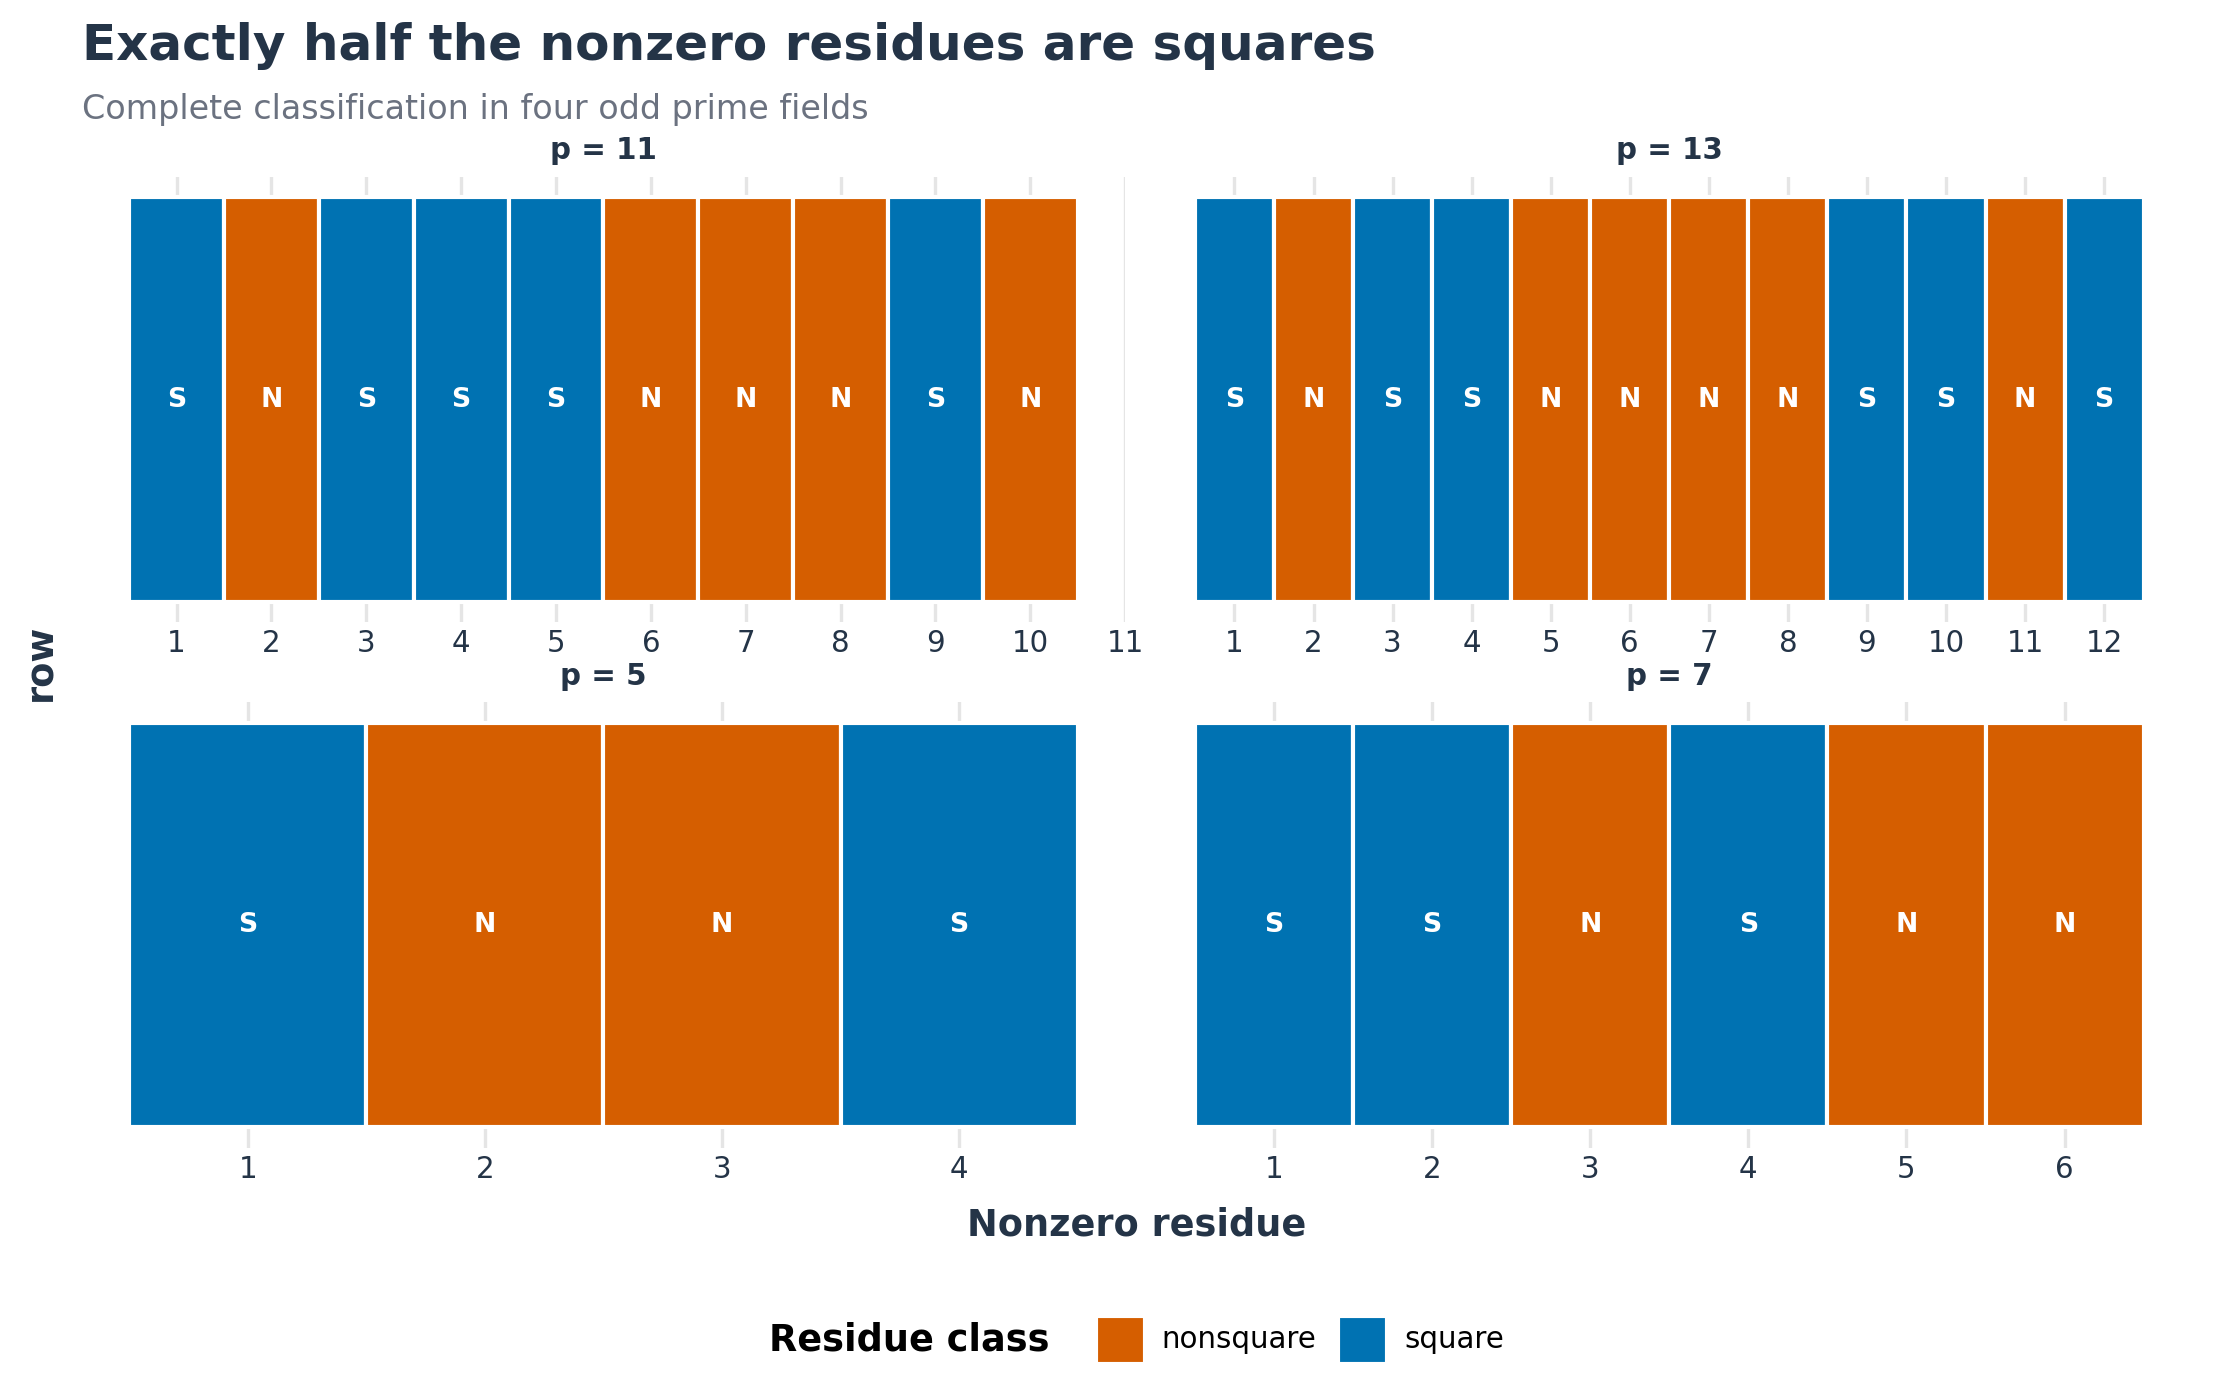 Exactly half the nonzero residues are squares
Complete classification in four odd prime fields
p = 11
S N S S S N N N S N
1 2 3 4 5 6 7 8 9 10 11
p = 13
S N S S N N N N S S N S
1 2 3 4 5 6 7 8 9 10 11 12
row
p = 5
S N N S
1 2 3 4
p = 7
S S N S N N
1 2 3 4 5 6
Nonzero residue
Residue class nonsquare square